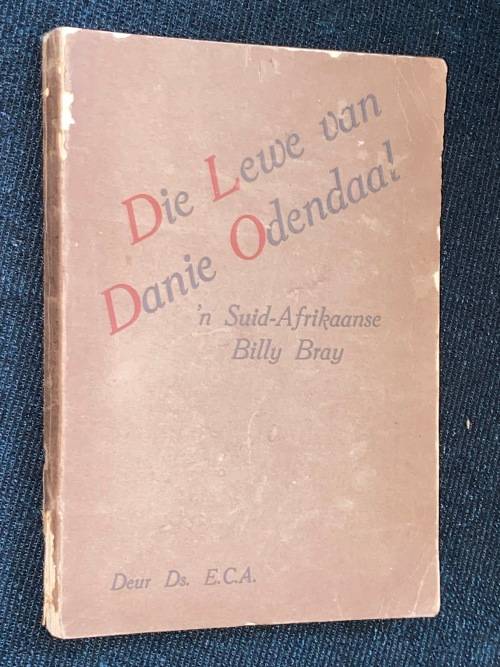 Die Lewe van
Danie Odendaal
'n Suid-Afrikaanse
Billy Bray
Deur Ds. E.C.A.